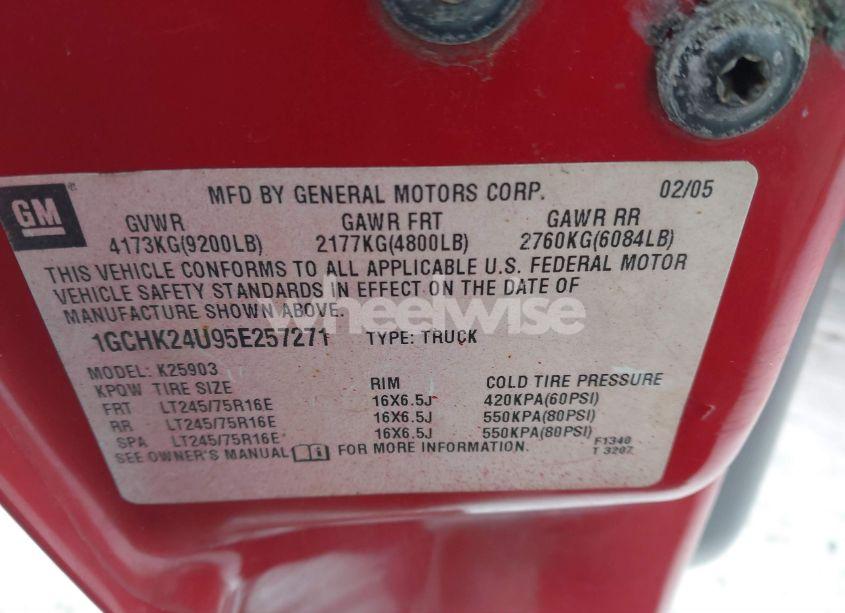 GM
MFD BY GENERAL MOTORS CORP. 02/05
GVWR GAWR FRT GAWR RR
4173KG(9200LB) 2177KG(4800LB) 2760KG(6084LB)
THIS VEHICLE CONFORMS TO ALL APPLICABLE U.S. FEDERAL MOTOR
VEHICLE SAFETY STANDARDS IN EFFECT ON THE DATE OF
MANUFACTURE SHOWN ABOVE.
wheelwise
1GCHK24U95E257271 TYPE: TRUCK
MODEL: K25903
KPOW TIRE SIZE RIM COLD TIRE PRESSURE
FRT LT245/75R16E 16X6.5J 420KPA(60PSI)
RR LT245/75R16E 16X6.5J 550KPA(80PSI)
SPA LT245/75R16E 16X6.5J 550KPA(80PSI)
SEE OWNER'S MANUAL FOR MORE INFORMATION. F1340
T 3207